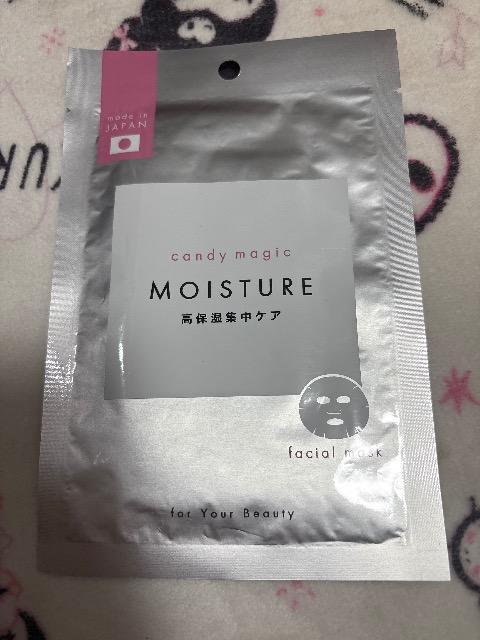 made in
JAPAN
candy magic
MOISTURE
高保湿集中ケア
facial mask
for Your Beauty